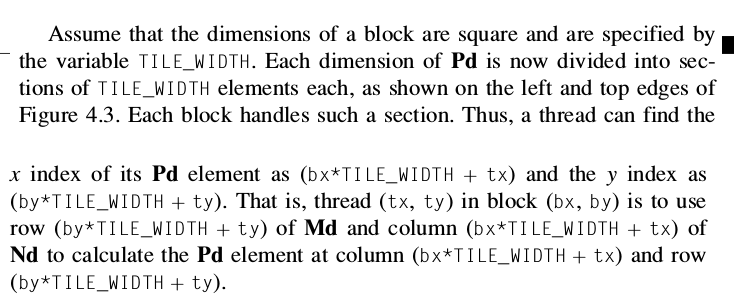 Assume that the dimensions of a block are square and are specified by
the variable TILE_WIDTH. Each dimension of Pd is now divided into sec-
tions of TILE_WIDTH elements each, as shown on the left and top edges of
Figure 4.3. Each block handles such a section. Thus, a thread can find the
x index of its Pd element as (bx*TILE_WIDTH + tx) and the y index as
(by*TILE_WIDTH + ty). That is, thread (tx, ty) in block (bx, by) is to use
row (by*TILE_WIDTH + ty) of Md and column (bx*TILE_WIDTH + tx) of
Nd to calculate the Pd element at column (bx*TILE_WIDTH + tx) and row
(by*TILE_WIDTH + ty).